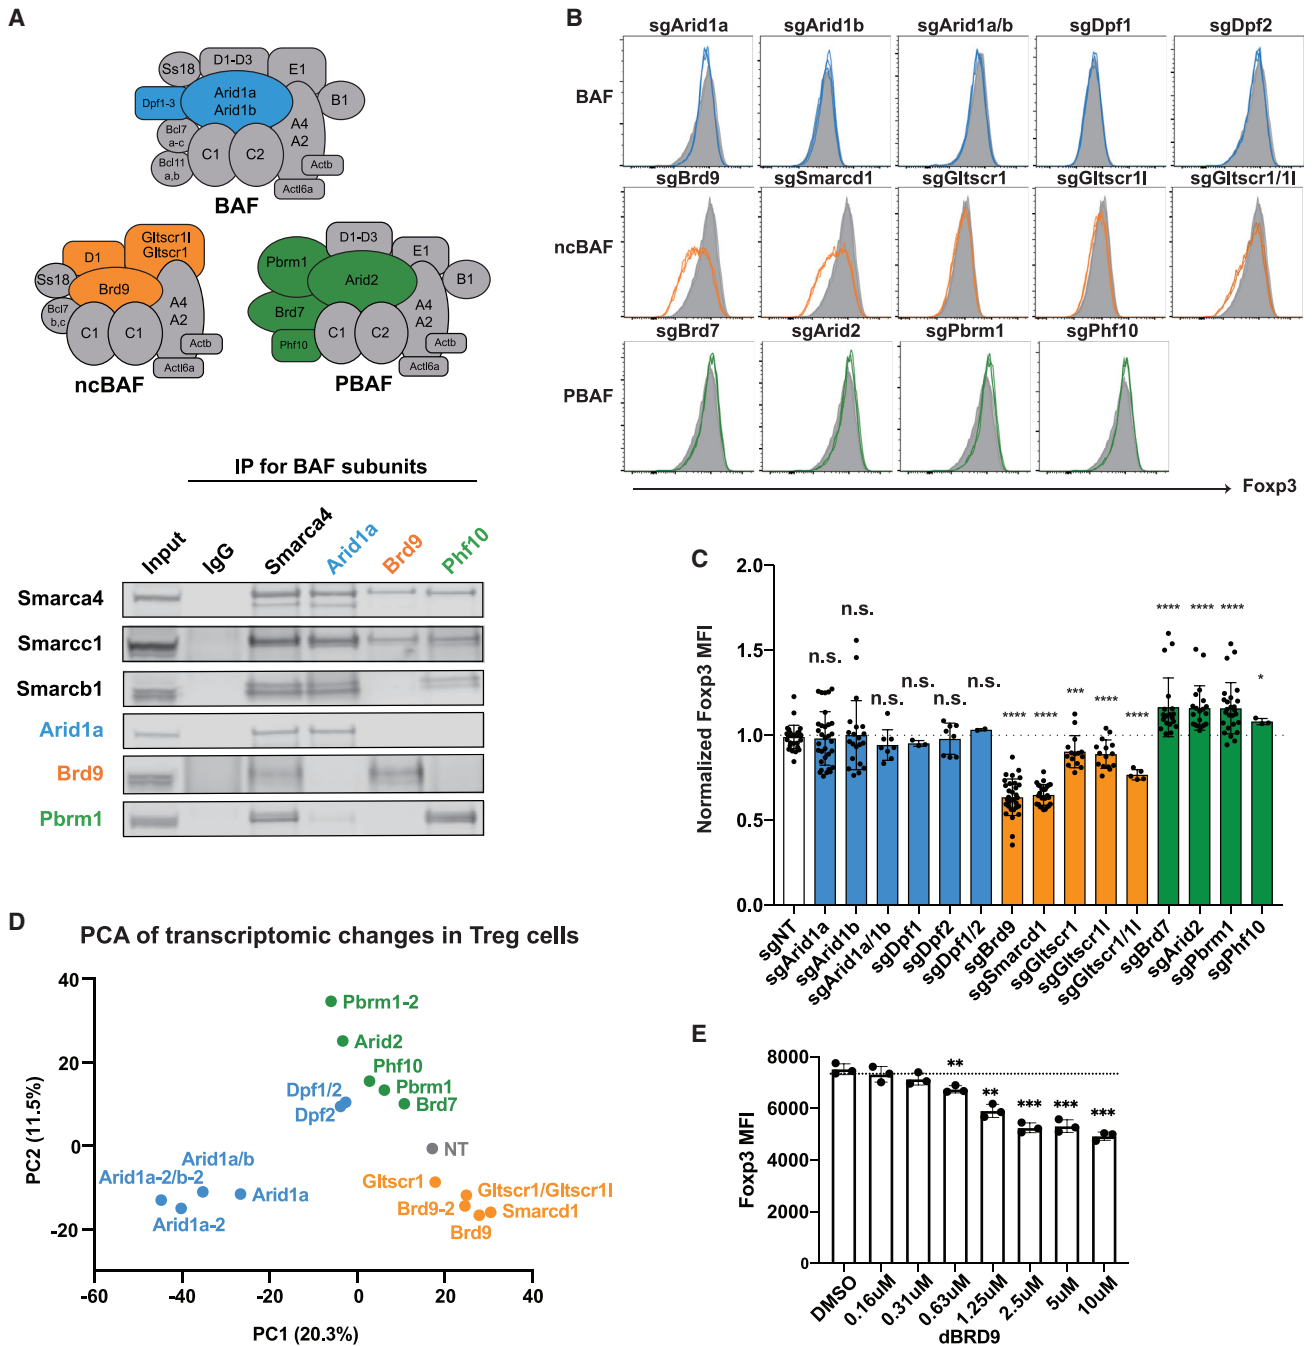 A
Ss18
D1-D3
E1
Dpf1-3
Arid1a
Arid1b
B1
Bcl7
a-c
A4
A2
Bcl11
a,b
C1
C2
Actb
Actl6a
BAF
Gltscr1l
Gltscr1
D1
Ss18
Brd9
Bcl7
b,c
A4
A2
C1
C1
Actb
Actl6a
ncBAF
D1-D3
Pbrm1
E1
Arid2
B1
Brd7
A4
A2
Phf10
C1
C2
Actb
Actl6a
PBAF
IP for BAF subunits
Input
IgG
Smarca4
Arid1a
Brd9
Phf10
Smarca4
Smarcc1
Smarcb1
Arid1a
Brd9
Pbrm1
B
sgArid1a
sgArid1b
sgArid1a/b
sgDpf1
sgDpf2
BAF
sgBrd9
sgSmarcd1
sgGltscr1
sgGltscr1l
sgGltscr1/1l
ncBAF
sgBrd7
sgArid2
sgPbrm1
sgPhf10
PBAF
Foxp3
C
Normalized Foxp3 MFI
2.0
1.5
1.0
0.5
0.0
n.s.
n.s.
n.s.
n.s.
n.s.
n.s.
****
****
***
****
****
****
****
****
*
sgNT
sgArid1a
sgArid1b
sgArid1a/1b
sgDpf1
sgDpf2
sgDpf1/2
sgBrd9
sgSmarcd1
sgGltscr1
sgGltscr1l
sgGltscr1/1l
sgBrd7
sgArid2
sgPbrm1
sgPhf10
D
PCA of transcriptomic changes in Treg cells
PC2 (11.5%)
40
20
0
-20
Pbrm1-2
Arid2
Phf10
Pbrm1
Brd7
Dpf1/2
Dpf2
NT
Arid1a/b
Arid1a-2/b-2
Arid1a
Arid1a-2
Gltscr1
Gltscr1/Gltscr1l
Brd9-2
Smarcd1
Brd9
-60
-40
-20
0
20
40
PC1 (20.3%)
E
Foxp3 MFI
8000
6000
4000
2000
0
**
**
***
***
***
DMSO
0.16uM
0.31uM
0.63uM
1.25uM
2.5uM
5uM
10uM
dBRD9